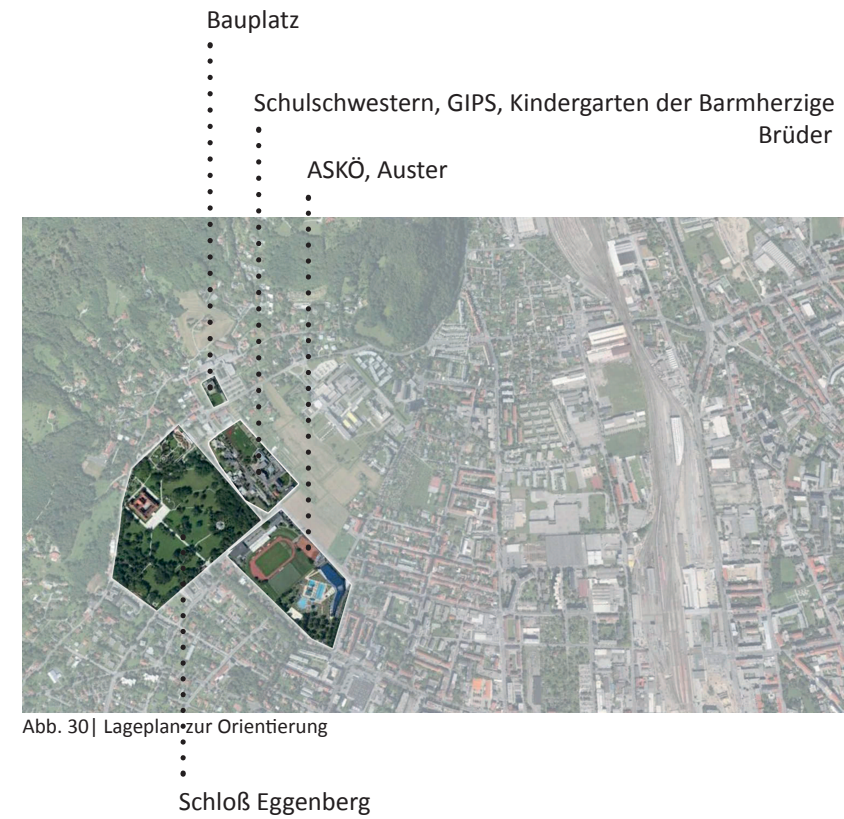 Bauplatz
Schulschwestern, GIPS, Kindergarten der Barmherzige
Brüder
ASKÖ, Auster
Abb. 30| Lageplan zur Orientierung
Schloß Eggenberg